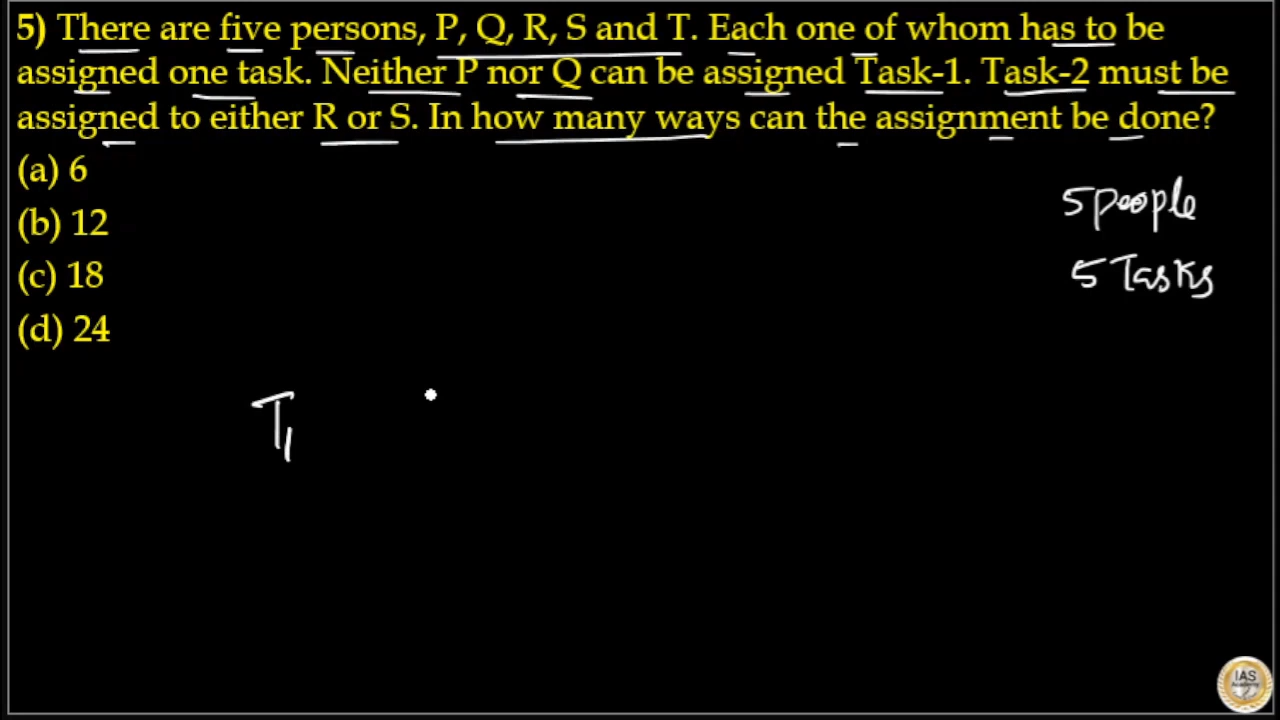 5) There are five persons, P, Q, R, S and T. Each one of whom has to be
assigned one task. Neither P nor Q can be assigned Task-1. Task-2 must be
assigned to either R or S. In how many ways can the assignment be done?
(a) 6
(b) 12
(c) 18
(d) 24
5 people
5 Tasks
T1
IAS
Academy